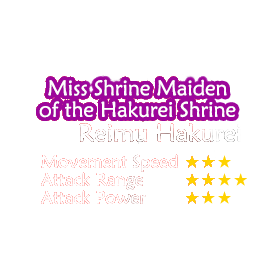 Miss Shrine Maiden
of the Hakurei Shrine
Reimu Hakurei
Movement Speed ★★★
Attack Range ★★★★
Attack Power ★★★